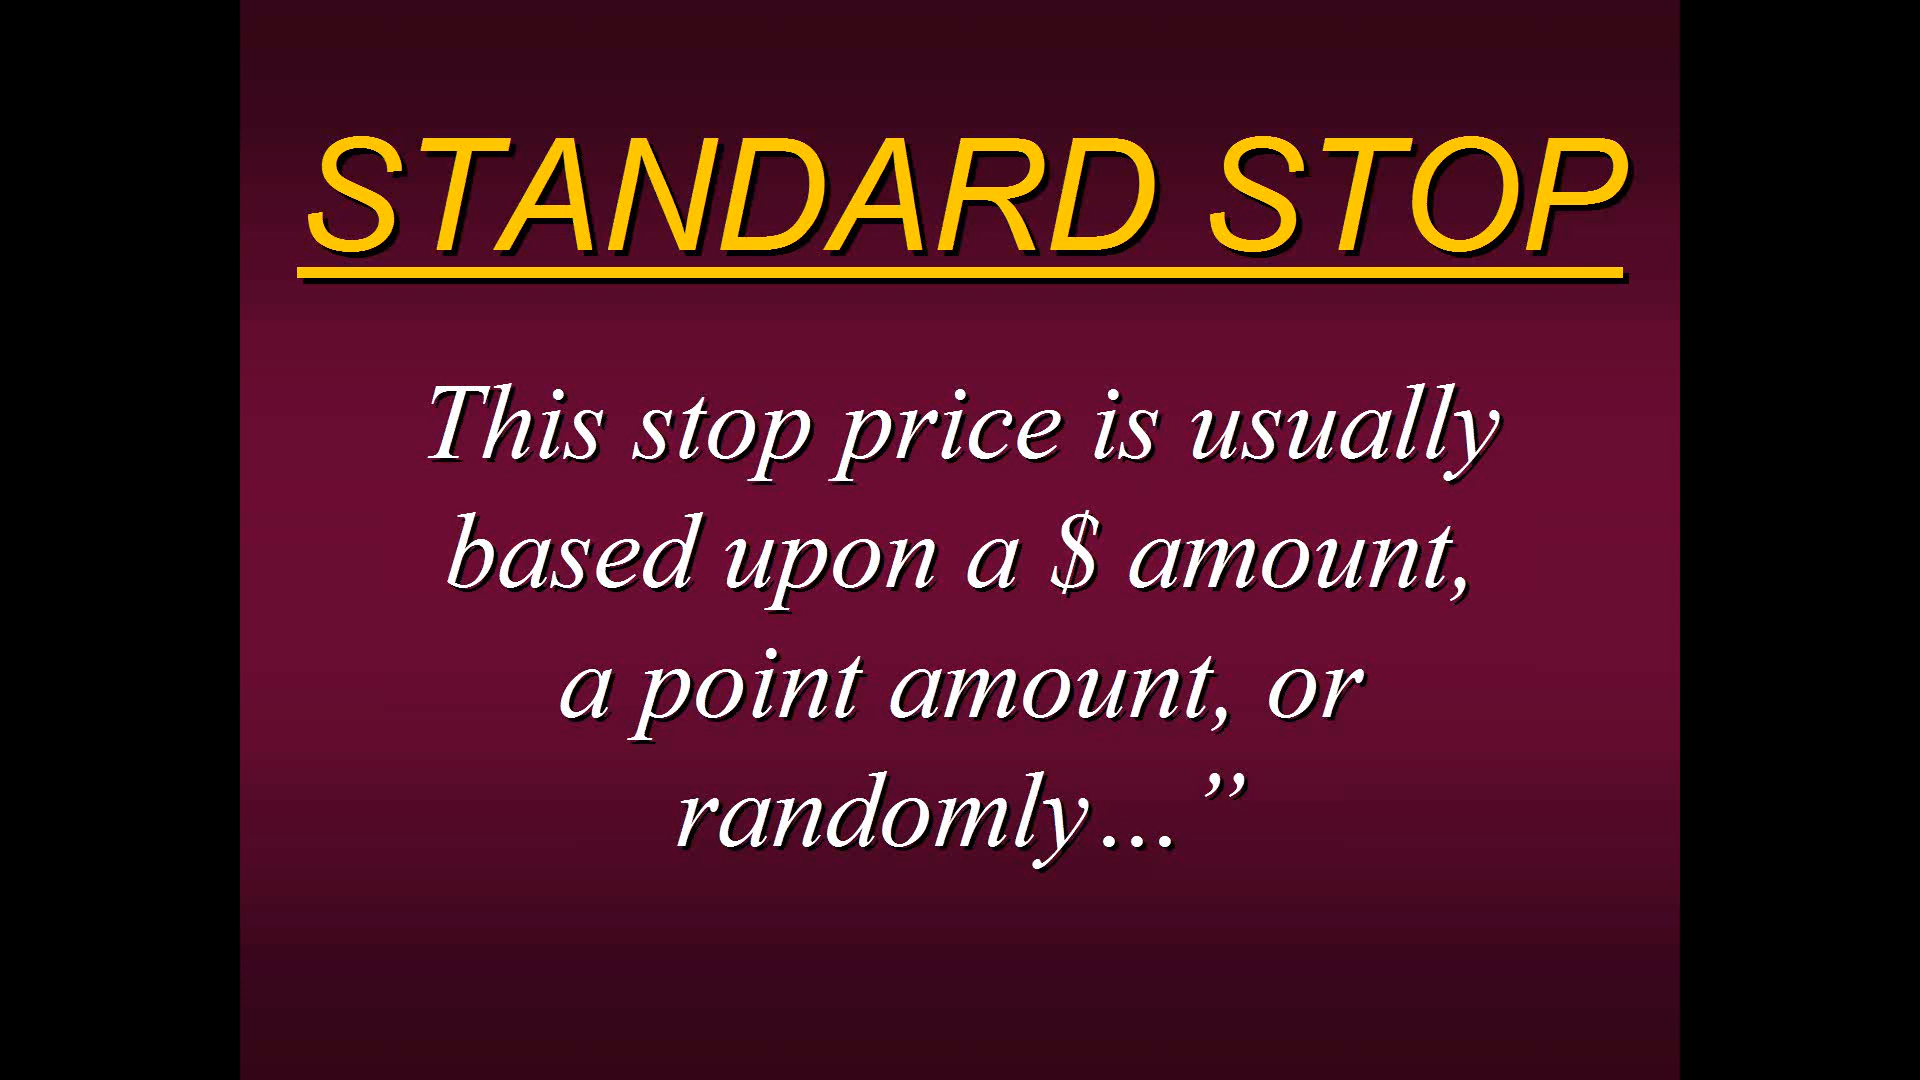 STANDARD STOP
This stop price is usually
based upon a $ amount,
a point amount, or
randomly…”